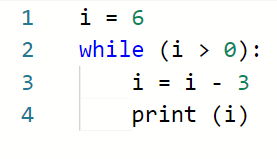 1 i = 6
2 while (i > 0):
3     i = i - 3
4     print (i)